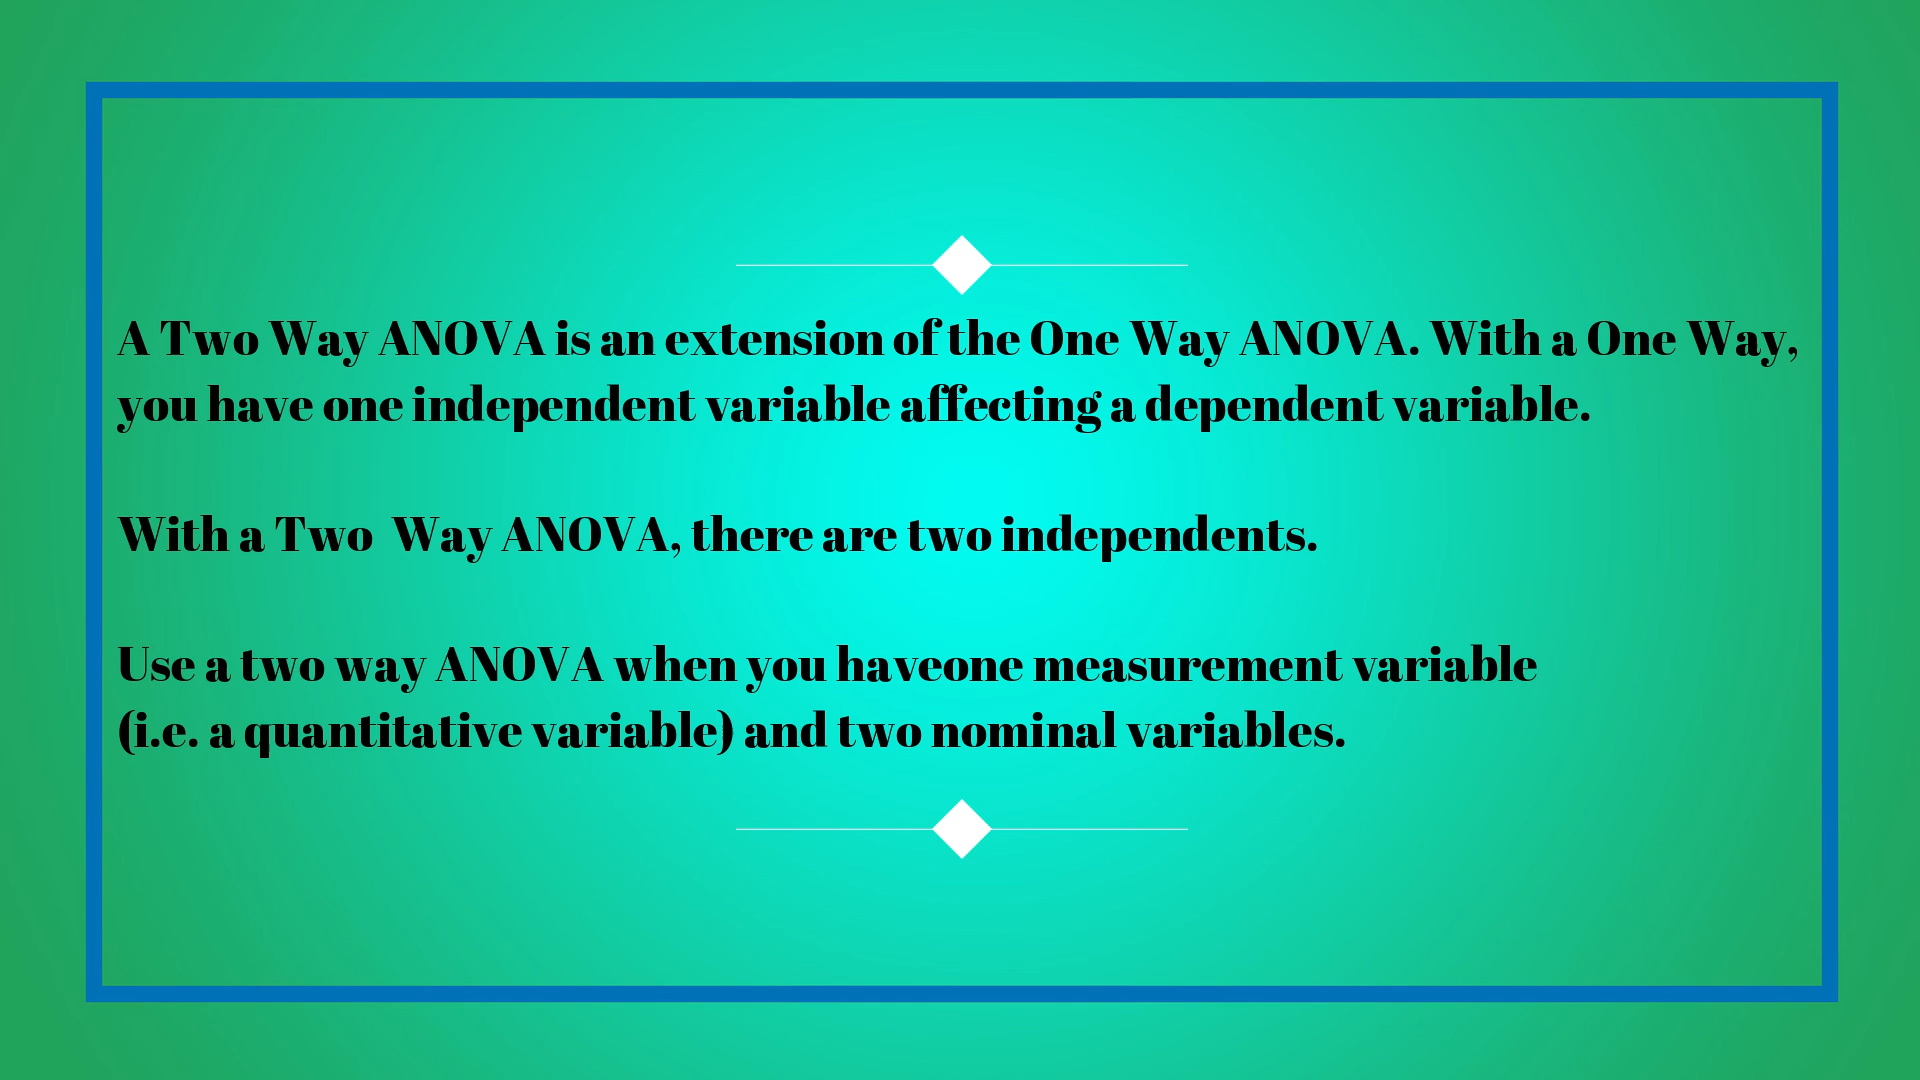 A Two Way ANOVA is an extension of the One Way ANOVA. With a One Way,
you have one independent variable affecting a dependent variable.
With a Two  Way ANOVA, there are two independents.
Use a two way ANOVA when you haveone measurement variable
(i.e. a quantitative variable) and two nominal variables.